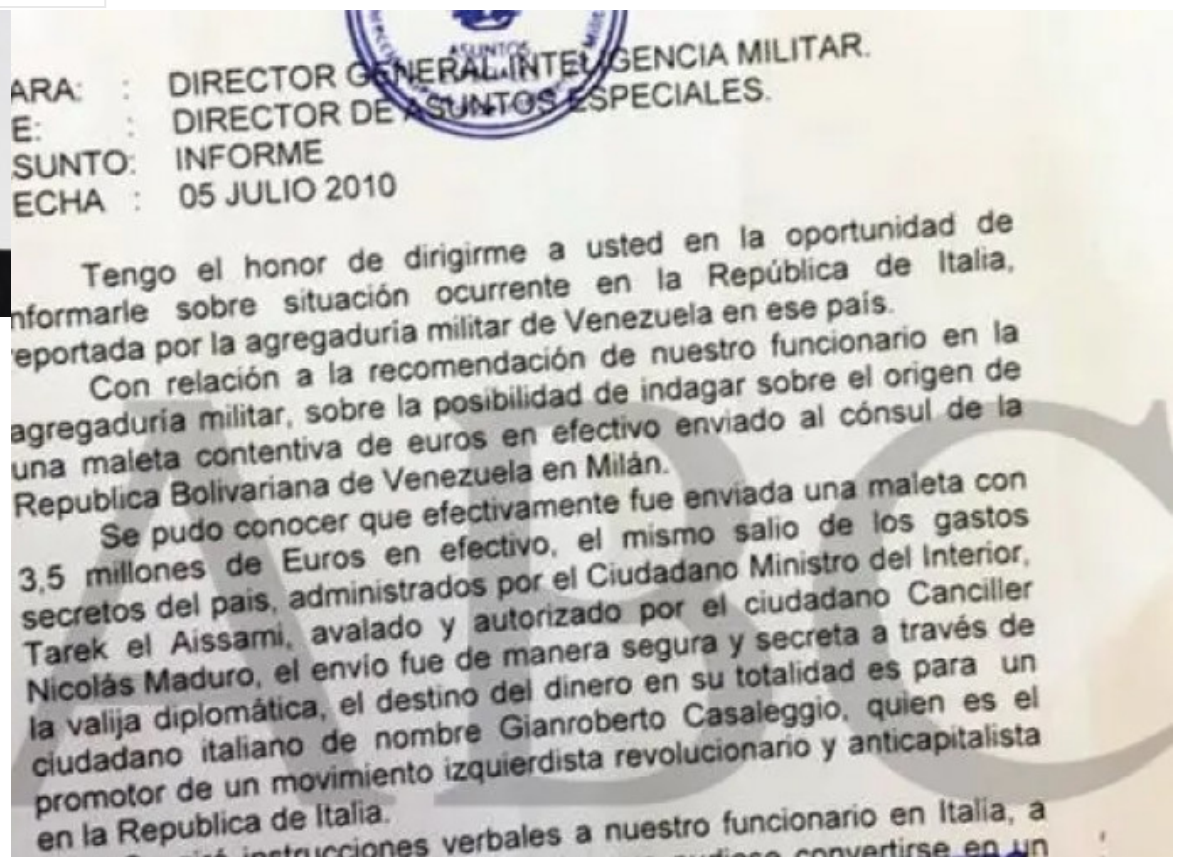 ASUNTOS
ARA: : DIRECTOR GENERAL INTELIGENCIA MILITAR.
E: : DIRECTOR DE ASUNTOS ESPECIALES.
SUNTO: INFORME
ECHA : 05 JULIO 2010
Tengo el honor de dirigirme a usted en la oportunidad de
nformarle sobre situación ocurrente en la República de Italia,
eportada por la agregaduría militar de Venezuela en ese país.
Con relación a la recomendación de nuestro funcionario en la
agregaduría militar, sobre la posibilidad de indagar sobre el origen de
una maleta contentiva de euros en efectivo enviado al cónsul de la
Republica Bolivariana de Venezuela en Milán.
Se pudo conocer que efectivamente fue enviada una maleta con
3,5 millones de Euros en efectivo, el mismo salio de los gastos
secretos del pais, administrados por el Ciudadano Ministro del Interior,
Tarek el Aissami, avalado y autorizado por el ciudadano Canciller
Nicolás Maduro, el envío fue de manera segura y secreta a través de
la valija diplomática, el destino del dinero en su totalidad es para un
ciudadano italiano de nombre Gianroberto Casaleggio, quien es el
promotor de un movimiento izquierdista revolucionario y anticapitalista
en la Republica de Italia.
instrucciones verbales a nuestro funcionario en Italia, a
convertirse en un
ABC